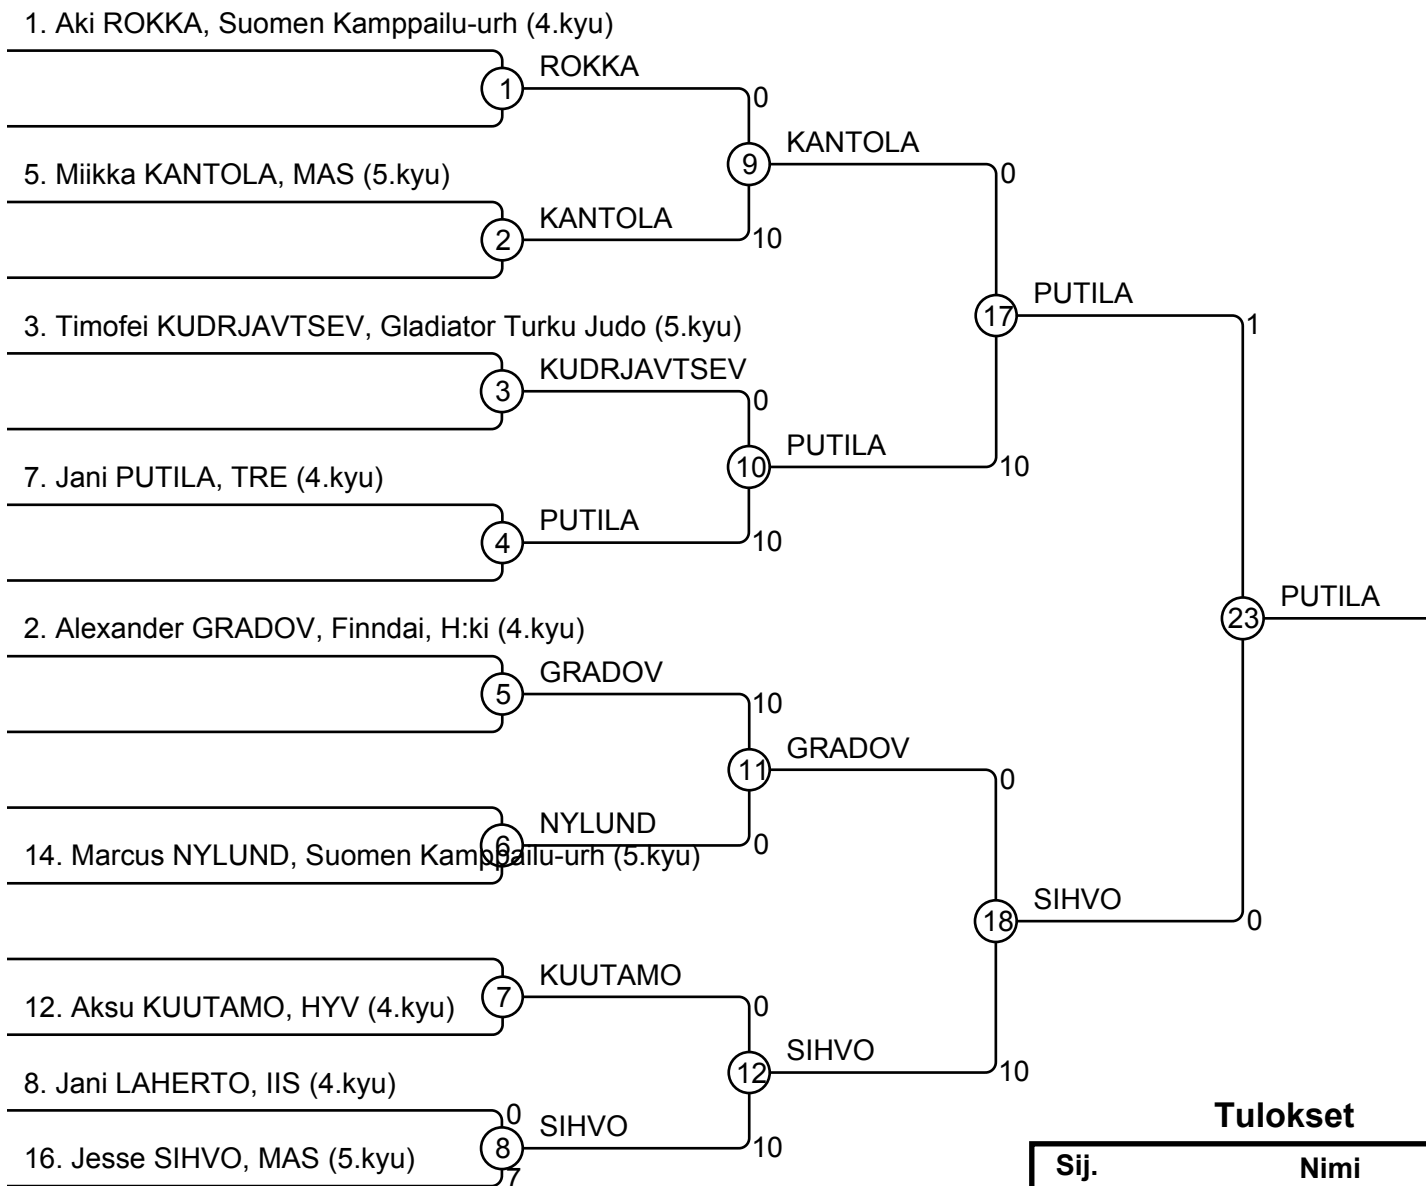 1. Aki ROKKA, Suomen Kamppailu-urh (4.kyu)
1
ROKKA
0
9
KANTOLA
0
5. Miikka KANTOLA, MAS (5.kyu)
2
KANTOLA
10
17
PUTILA
1
3. Timofei KUDRJAVTSEV, Gladiator Turku Judo (5.kyu)
3
KUDRJAVTSEV
0
10
PUTILA
10
7. Jani PUTILA, TRE (4.kyu)
4
PUTILA
10
23
PUTILA
2. Alexander GRADOV, Finndai, H:ki (4.kyu)
5
GRADOV
10
11
GRADOV
0
6
NYLUND
0
14. Marcus NYLUND, Suomen Kamppailu-urh (5.kyu)
18
SIHVO
0
7
KUUTAMO
0
12. Aksu KUUTAMO, HYV (4.kyu)
12
SIHVO
10
8. Jani LAHERTO, IIS (4.kyu)
0
8
SIHVO
10
16. Jesse SIHVO, MAS (5.kyu)
7
Tulokset
Sij. Nimi